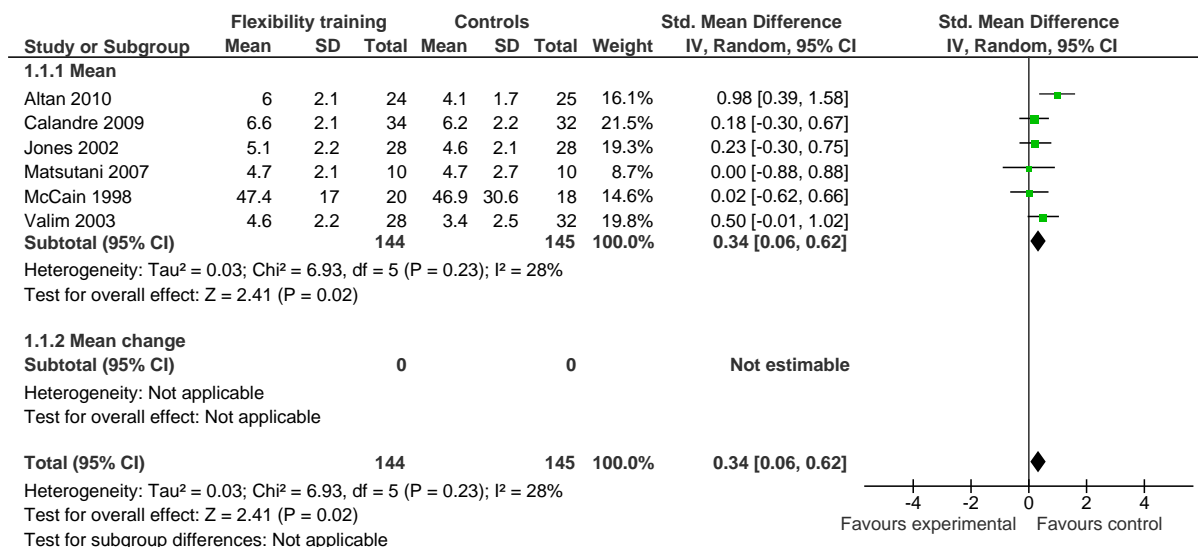 Flexibility training Controls Std. Mean Difference Std. Mean Difference
Study or Subgroup Mean SD Total Mean SD Total Weight IV, Random, 95% CI IV, Random, 95% CI
1.1.1 Mean
Altan 2010 6 2.1 24 4.1 1.7 25 16.1% 0.98 [0.39, 1.58]
Calandre 2009 6.6 2.1 34 6.2 2.2 32 21.5% 0.18 [-0.30, 0.67]
Jones 2002 5.1 2.2 28 4.6 2.1 28 19.3% 0.23 [-0.30, 0.75]
Matsutani 2007 4.7 2.1 10 4.7 2.7 10 8.7% 0.00 [-0.88, 0.88]
McCain 1998 47.4 17 20 46.9 30.6 18 14.6% 0.02 [-0.62, 0.66]
Valim 2003 4.6 2.2 28 3.4 2.5 32 19.8% 0.50 [-0.01, 1.02]
Subtotal (95% CI) 144 145 100.0% 0.34 [0.06, 0.62]
Heterogeneity: Tau² = 0.03; Chi² = 6.93, df = 5 (P = 0.23); I² = 28%
Test for overall effect: Z = 2.41 (P = 0.02)
1.1.2 Mean change
Subtotal (95% CI) 0 0 Not estimable
Heterogeneity: Not applicable
Test for overall effect: Not applicable
Total (95% CI) 144 145 100.0% 0.34 [0.06, 0.62]
Heterogeneity: Tau² = 0.03; Chi² = 6.93, df = 5 (P = 0.23); I² = 28%
Test for overall effect: Z = 2.41 (P = 0.02)
Test for subgroup differences: Not applicable
-4 -2 0 2 4
Favours experimental Favours control